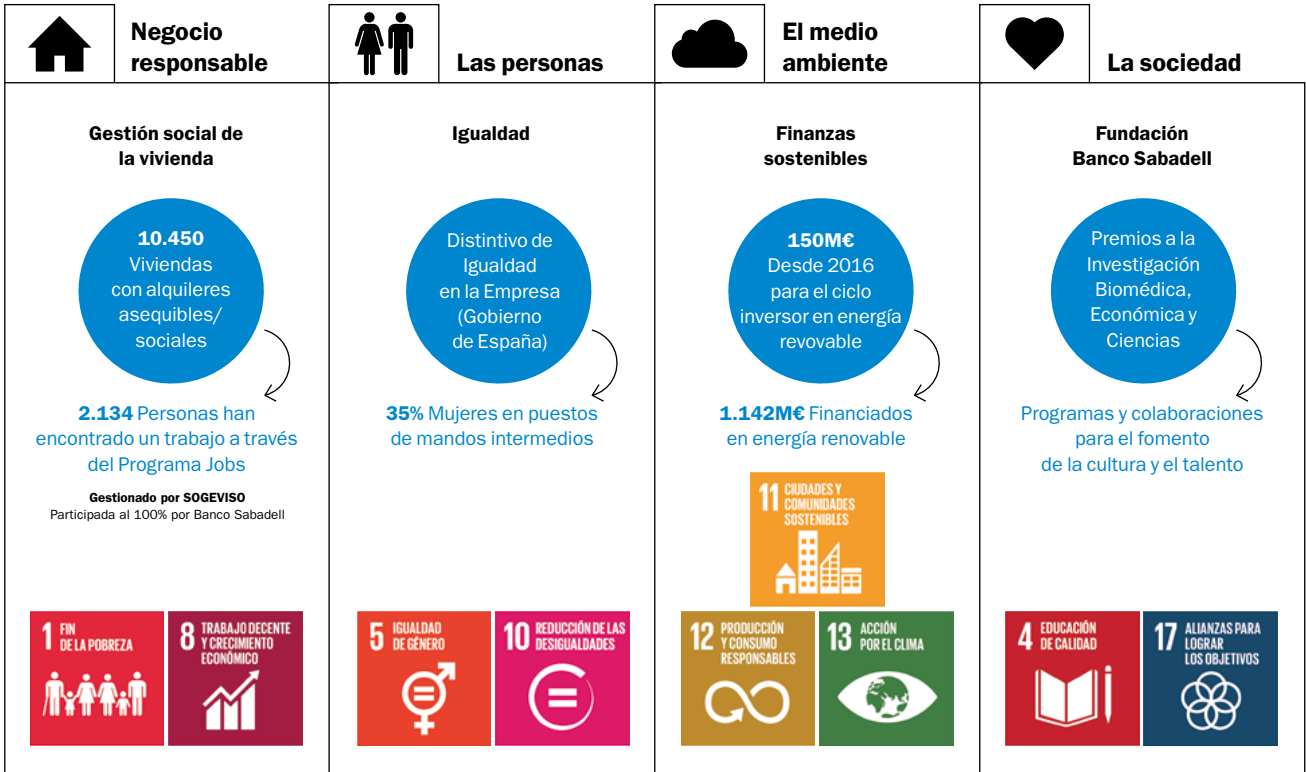 Negocio
responsable
Gestión social de
la vivienda
10.450
Viviendas
con alquileres
asequibles/
sociales
2.134 Personas han
encontrado un trabajo a través
del Programa Jobs
Gestionado por SOGEVISO
Participada al 100% por Banco Sabadell
1 FIN
DE LA POBREZA
8 TRABAJO DECENTE
Y CRECIMIENTO
ECONÓMICO
Las personas
Igualdad
Distintivo de
Igualdad
en la Empresa
(Gobierno
de España)
35% Mujeres en puestos
de mandos intermedios
5 IGUALDAD
DE GÉNERO
10 REDUCCIÓN DE LAS
DESIGUALDADES
El medio
ambiente
Finanzas
sostenibles
150M€
Desde 2016
para el ciclo
inversor en energía
revovable
1.142M€ Financiados
en energía renovable
11 CIUDADES Y
COMUNIDADES
SOSTENIBLES
12 PRODUCCIÓN
Y CONSUMO
RESPONSABLES
13 ACCIÓN
POR EL CLIMA
La sociedad
Fundación
Banco Sabadell
Premios a la
Investigación
Biomédica,
Económica y
Ciencias
Programas y colaboraciones
para el fomento
de la cultura y el talento
4 EDUCACIÓN
DE CALIDAD
17 ALIANZAS PARA
LOGRAR
LOS OBJETIVOS